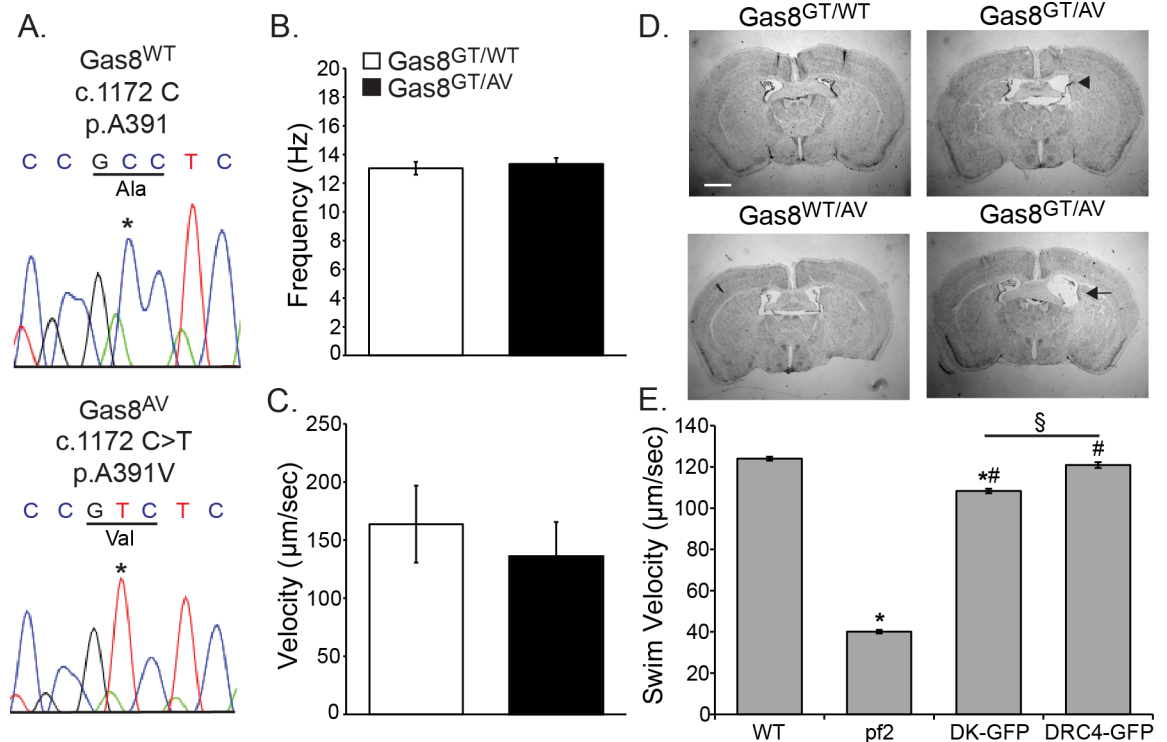 A.
Gas8WT
c.1172 C
p.A391
C C G C C T C
Ala
*
Gas8AV
c.1172 C>T
p.A391V
C C G T C T C
Val
*
B.
Gas8GT/WT
Gas8GT/AV
Frequency (Hz)
20
18
16
14
12
10
8
6
4
2
0
C.
Velocity (µm/sec)
250
200
150
100
50
0
D.
Gas8GT/WT
Gas8GT/AV
Gas8WT/AV
Gas8GT/AV
E.
Swim Velocity (µm/sec)
140
120
100
80
60
40
20
0
*
*#
§
#
WT pf2 DK-GFP DRC4-GFP